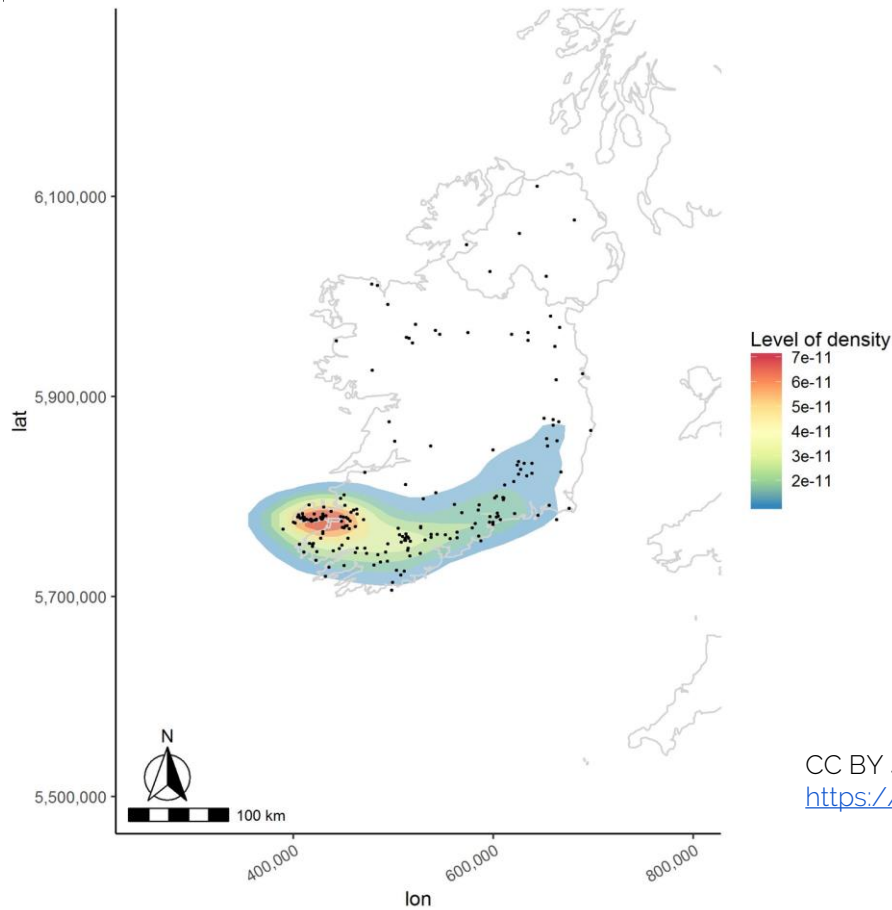 lat
6,100,000
5,900,000
5,700,000
5,500,000
400,000
600,000
800,000
lon
N
100 km
Level of density
7e-11
6e-11
5e-11
4e-11
3e-11
2e-11
CC BY
https://